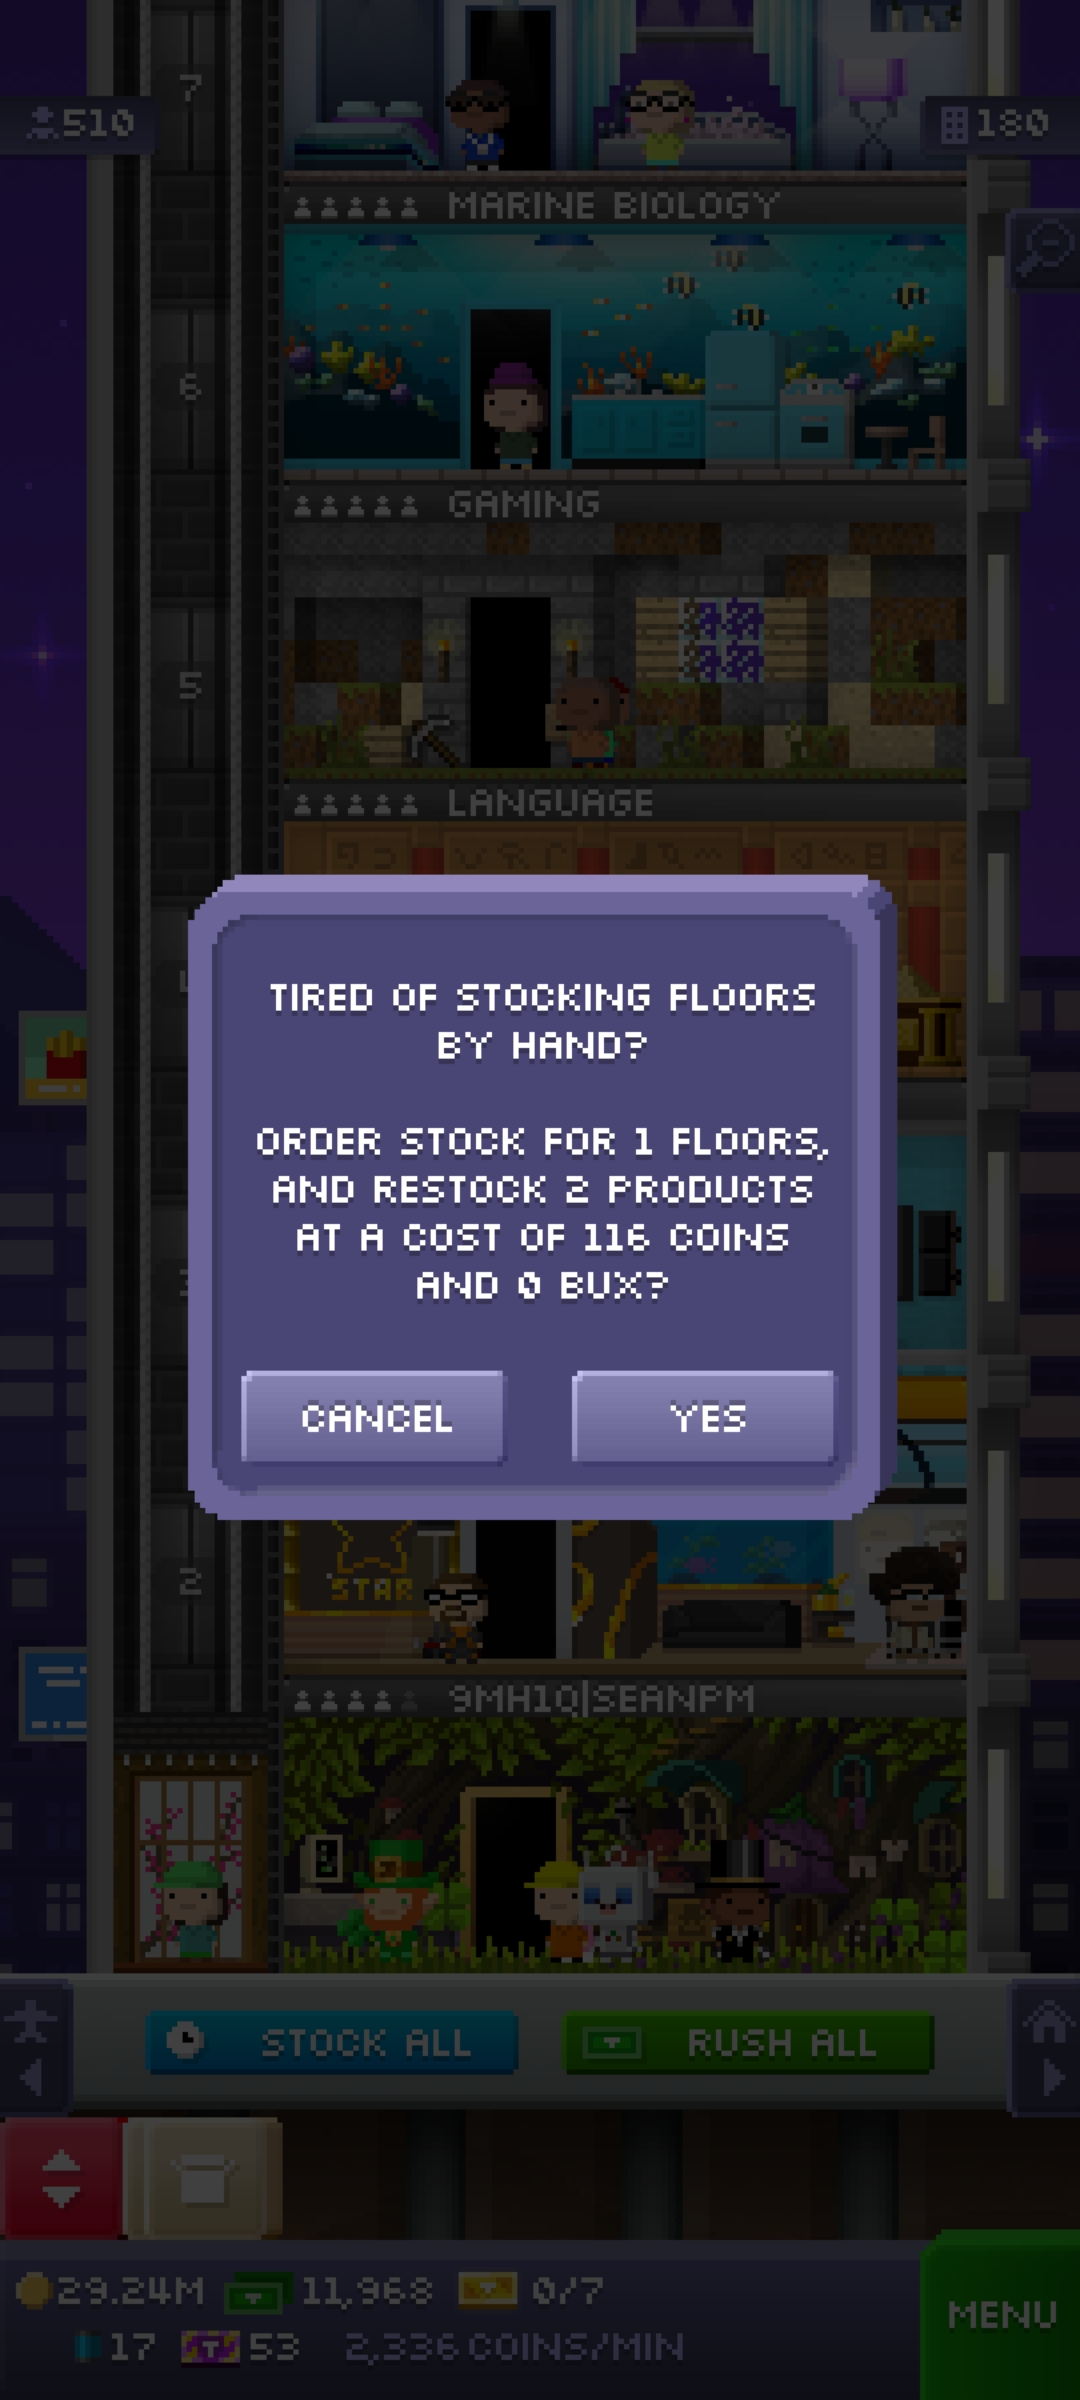 7
510
180
MARINE BIOLOGY
6
GAMING
5
LANGUAGE
TIRED OF STOCKING FLOORS
BY HAND?
ORDER STOCK FOR 1 FLOORS,
AND RESTOCK 2 PRODUCTS
AT A COST OF 116 COINS
AND 0 BUX?
CANCEL
YES
2
STAR
9MH1Q|SEANPM
STOCK ALL
RUSH ALL
29.24M
11,968
0/7
MENU
17
53
2,336 COINS/MIN